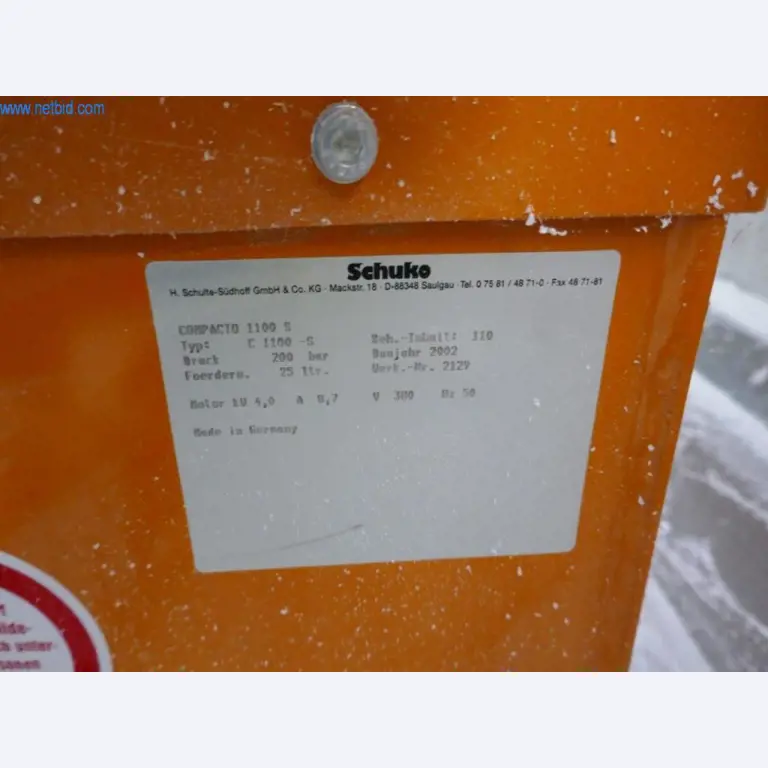 www.netbid.com
Schuko
H. Schulte-Südhoff GmbH & Co. KG · Mackstr. 18 · D-88348 Saulgau · Tel. 0 75 81 / 48 71-0 · Fax 48 71-81
COMPACTO 1100 S
Typ: C 1100 -S Beh.-Inhalt: 110
Druck 200 bar Baujahr 2002
Foerderm. 25 ltr. Werk.-Nr. 2129
Motor kW 4,0 A 8,7 V 380 Hz 50
Made in Germany